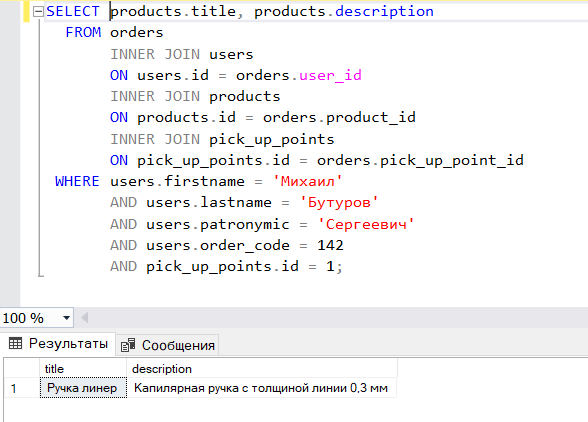 SELECT products.title, products.description
FROM orders
INNER JOIN users
ON users.id = orders.user_id
INNER JOIN products
ON products.id = orders.product_id
INNER JOIN pick_up_points
ON pick_up_points.id = orders.pick_up_point_id
WHERE users.firstname = 'Михаил'
AND users.lastname = 'Бутуров'
AND users.patronymic = 'Сергеевич'
AND users.order_code = 142
AND pick_up_points.id = 1;
100 %
Результаты Сообщения
title description
1 Ручка линер Капилярная ручка с толщиной линии 0,3 мм